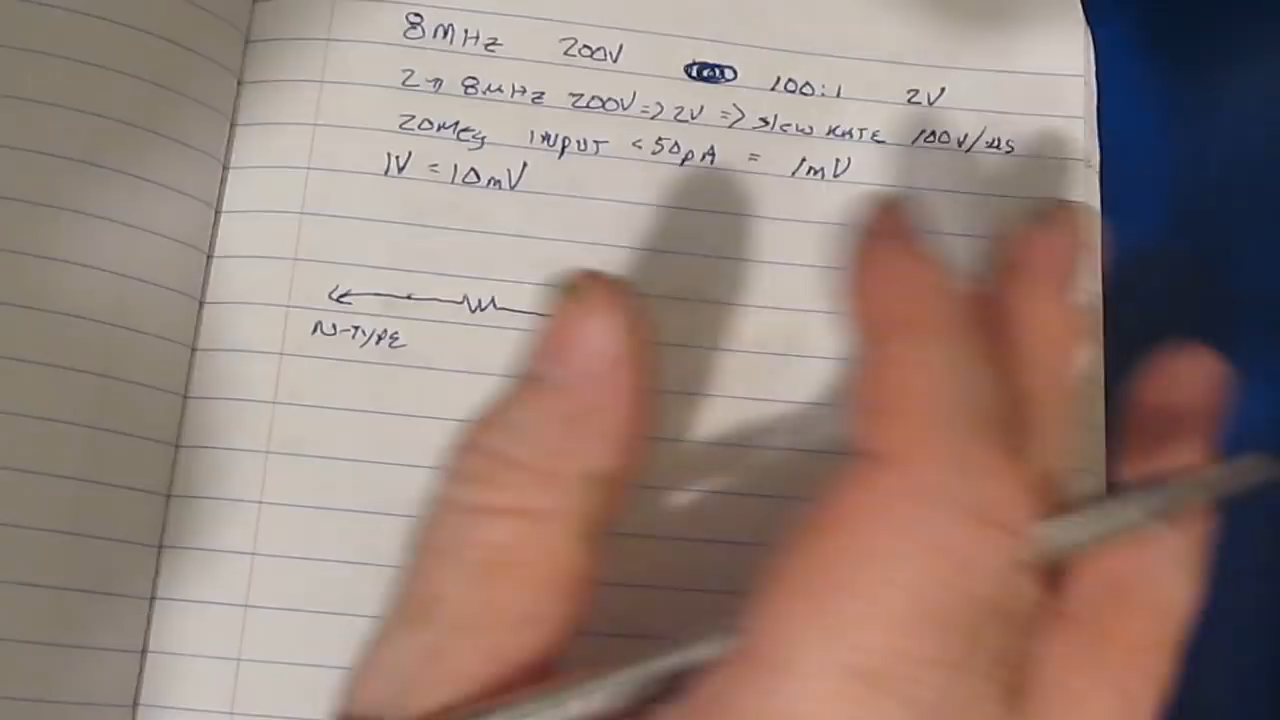 8MHz 200V 100:1 2V
2π 8MHz 200V => 2V => slew RATE 100V/us
20Meg INPUT <50pA = 1mV
1V = 10mV
N-TYPE